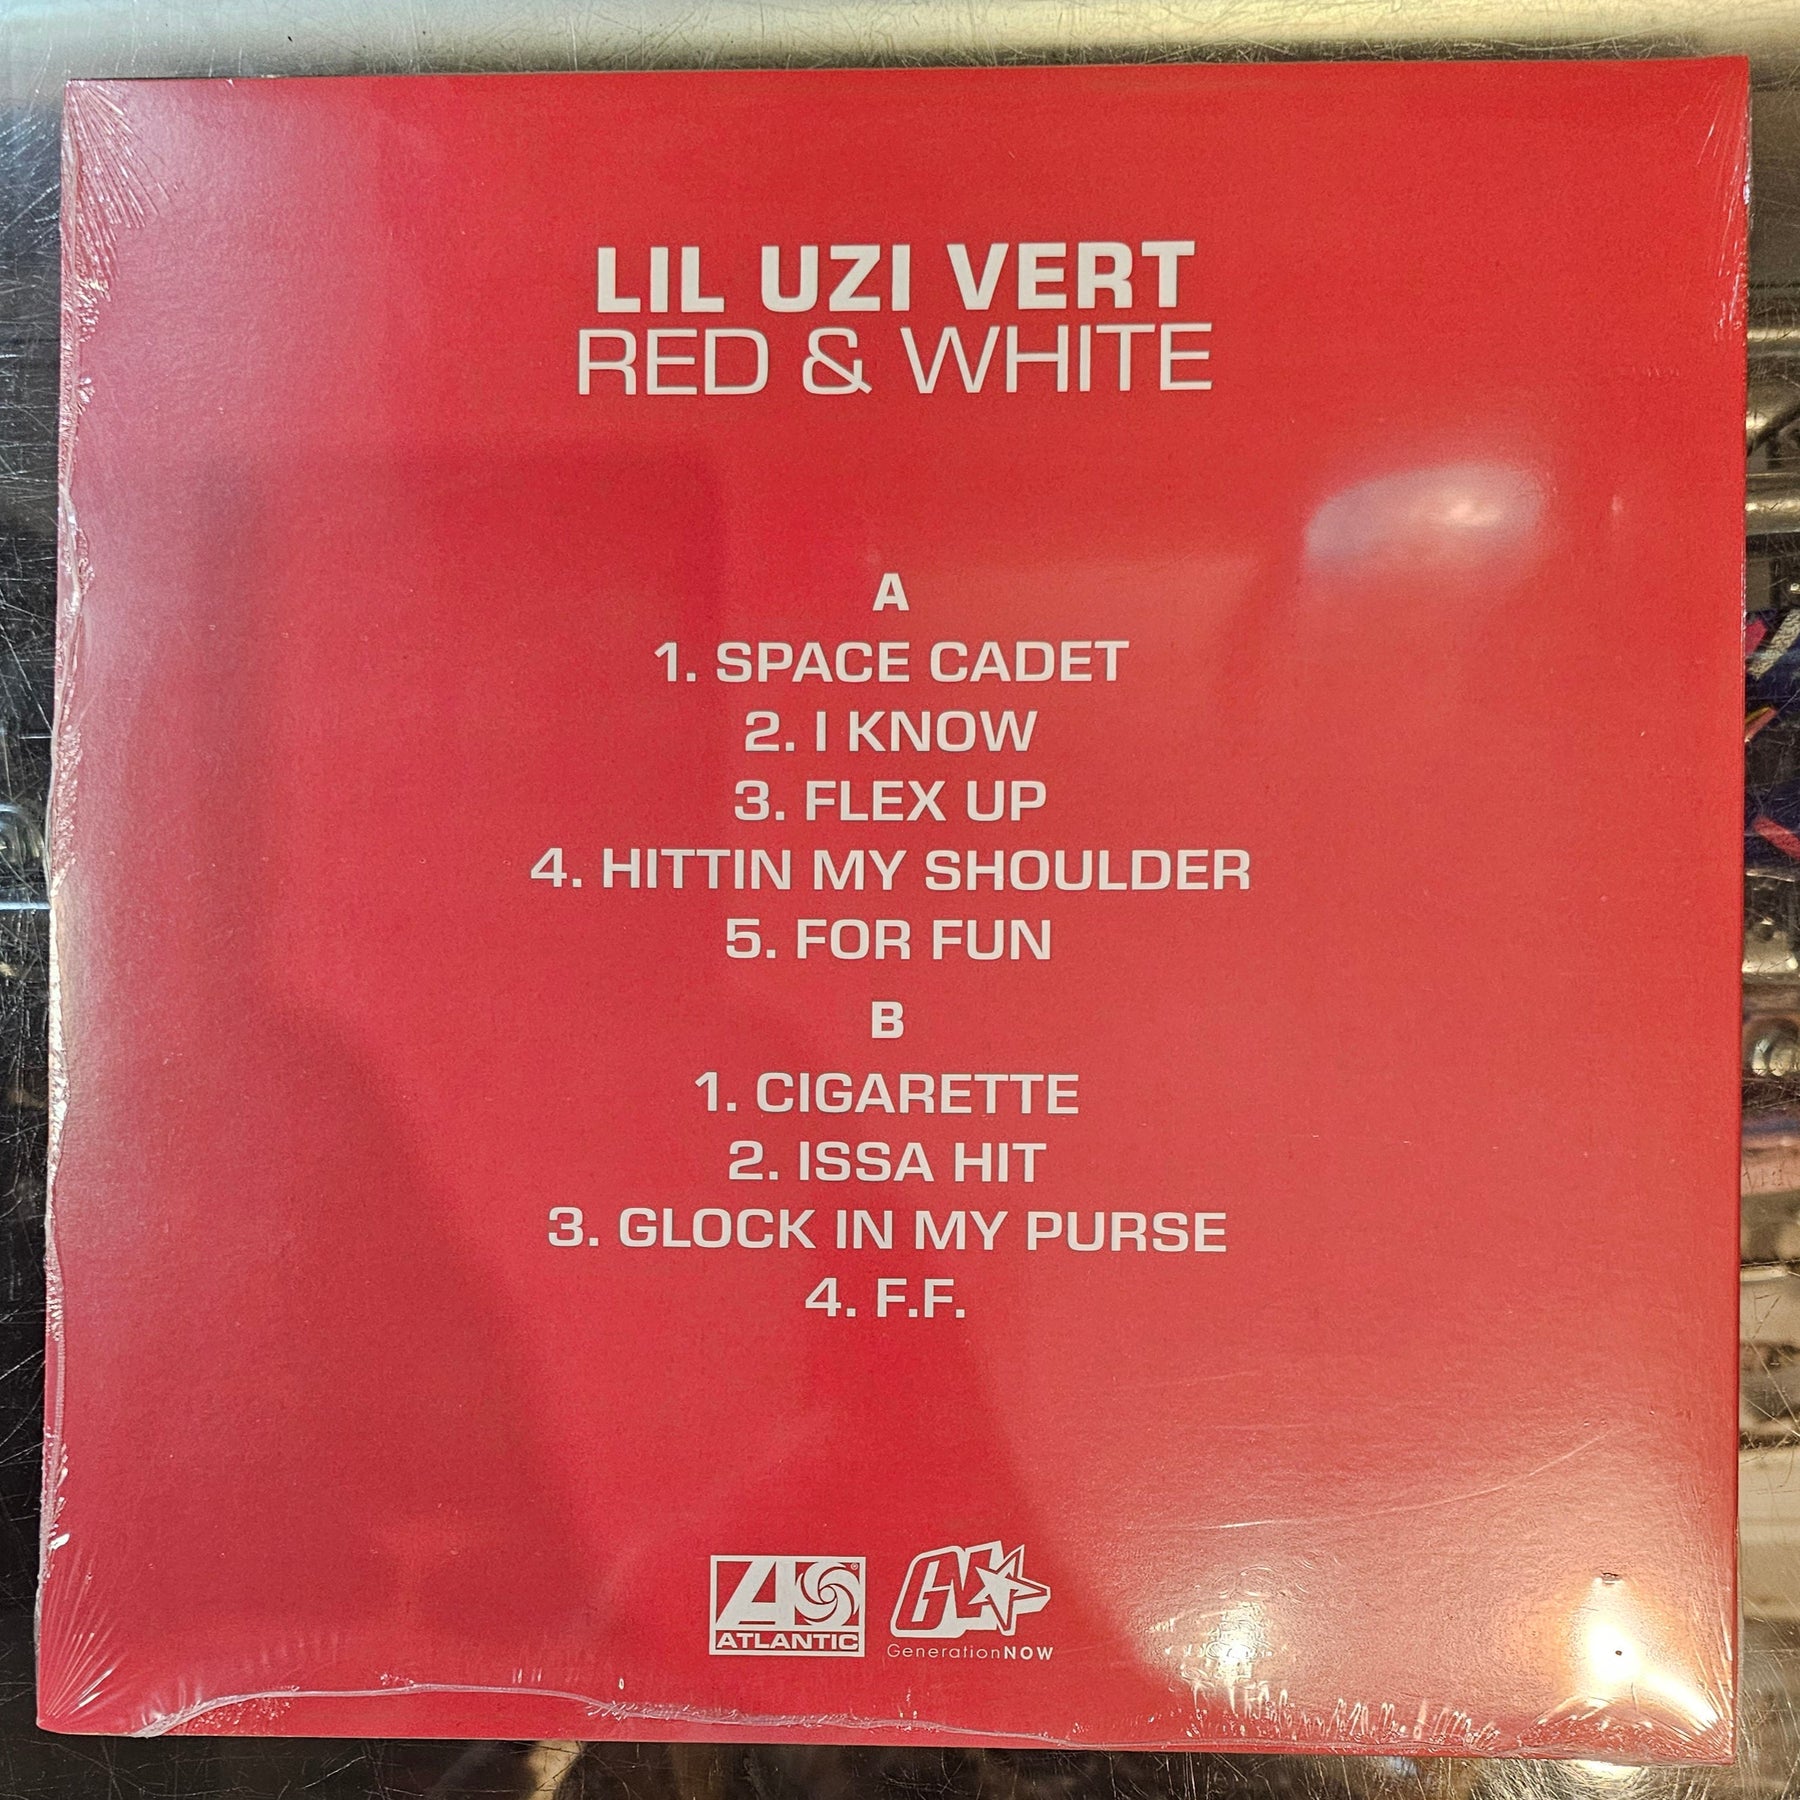 LIL UZI VERT
RED & WHITE
A
1. SPACE CADET
2. I KNOW
3. FLEX UP
4. HITTIN MY SHOULDER
5. FOR FUN
B
1. CIGARETTE
2. ISSA HIT
3. GLOCK IN MY PURSE
4. F.F.
ATLANTIC
GenerationNOW